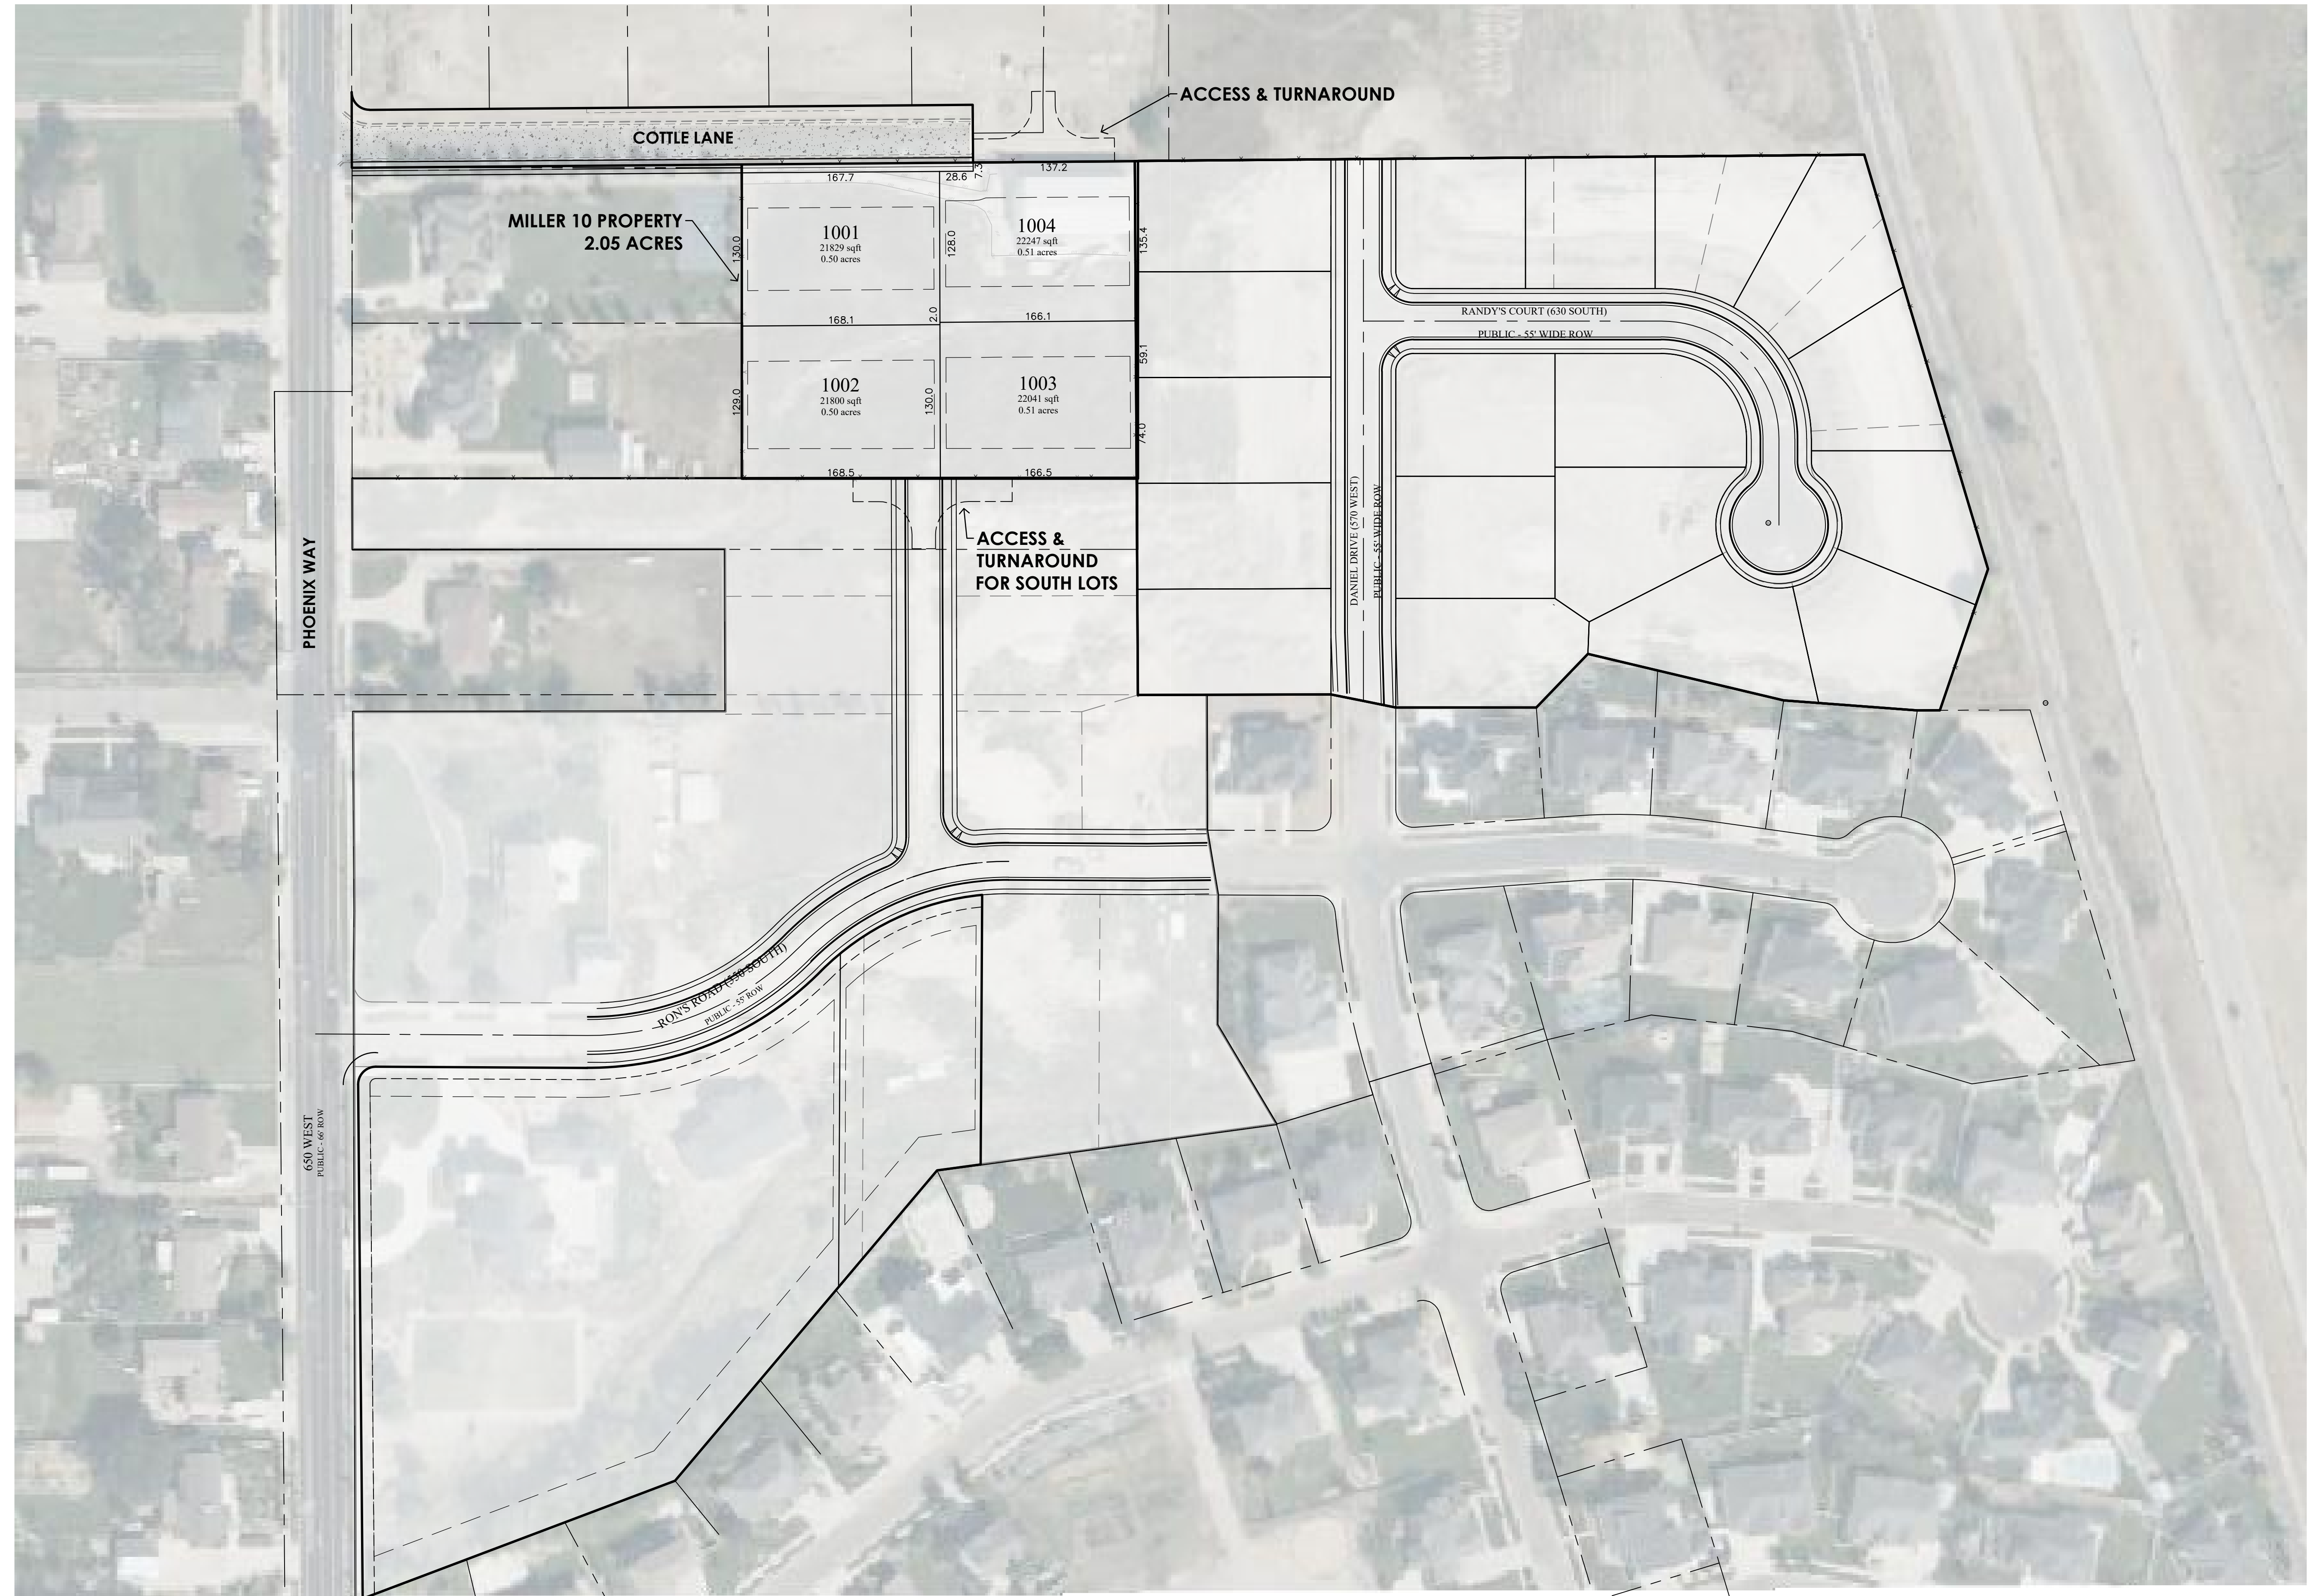 ACCESS & TURNAROUND
COTTLE LANE
167.7
28.6
7.3
137.2
MILLER 10 PROPERTY
2.05 ACRES
130.0
1001
21829 sqft
0.50 acres
128.0
1004
22247 sqft
0.51 acres
135.4
168.1
2.0
166.1
RANDY'S COURT (630 SOUTH)
PUBLIC - 55' WIDE ROW
59.1
129.0
1002
21800 sqft
0.50 acres
130.0
1003
22041 sqft
0.51 acres
74.0
168.5
166.5
DANIEL DRIVE (570 WEST)
PUBLIC - 55' WIDE ROW
ACCESS &
TURNAROUND
FOR SOUTH LOTS
PHOENIX WAY
RON'S ROAD (550 SOUTH)
PUBLIC - 55' ROW
650 WEST
PUBLIC - 66' ROW